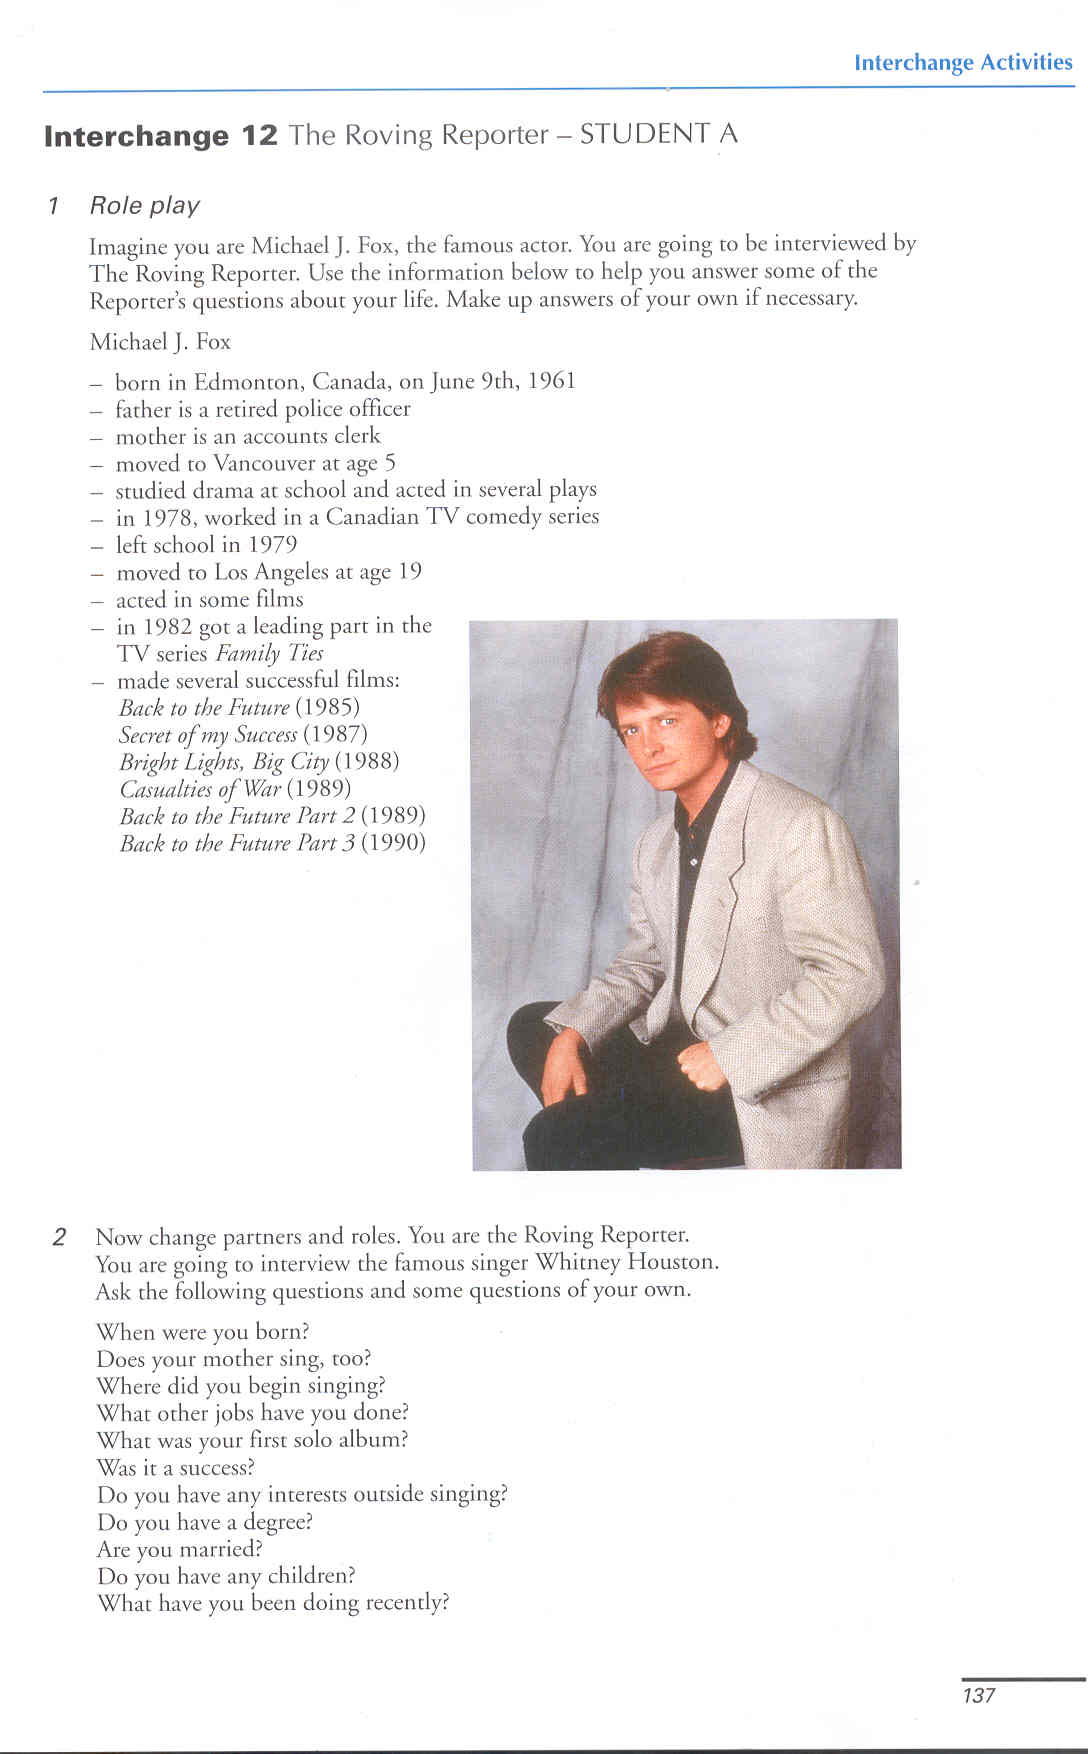 Interchange Activities
Interchange 12 The Roving Reporter – STUDENT A
1 Role play
Imagine you are Michael J. Fox, the famous actor. You are going to be interviewed by
The Roving Reporter. Use the information below to help you answer some of the
Reporter's questions about your life. Make up answers of your own if necessary.
Michael J. Fox
– born in Edmonton, Canada, on June 9th, 1961
– father is a retired police officer
– mother is an accounts clerk
– moved to Vancouver at age 5
– studied drama at school and acted in several plays
– in 1978, worked in a Canadian TV comedy series
– left school in 1979
– moved to Los Angeles at age 19
– acted in some films
– in 1982 got a leading part in the
TV series Family Ties
– made several successful films:
Back to the Future (1985)
Secret of my Success (1987)
Bright Lights, Big City (1988)
Casualties of War (1989)
Back to the Future Part 2 (1989)
Back to the Future Part 3 (1990)
2 Now change partners and roles. You are the Roving Reporter.
You are going to interview the famous singer Whitney Houston.
Ask the following questions and some questions of your own.
When were you born?
Does your mother sing, too?
Where did you begin singing?
What other jobs have you done?
What was your first solo album?
Was it a success?
Do you have any interests outside singing?
Do you have a degree?
Are you married?
Do you have any children?
What have you been doing recently?
137